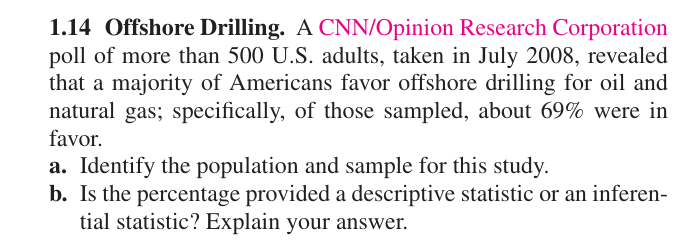 1.14 Offshore Drilling. A CNN/Opinion Research Corporation
poll of more than 500 U.S. adults, taken in July 2008, revealed
that a majority of Americans favor offshore drilling for oil and
natural gas; specifically, of those sampled, about 69% were in
favor.
a. Identify the population and sample for this study.
b. Is the percentage provided a descriptive statistic or an inferen-
tial statistic? Explain your answer.